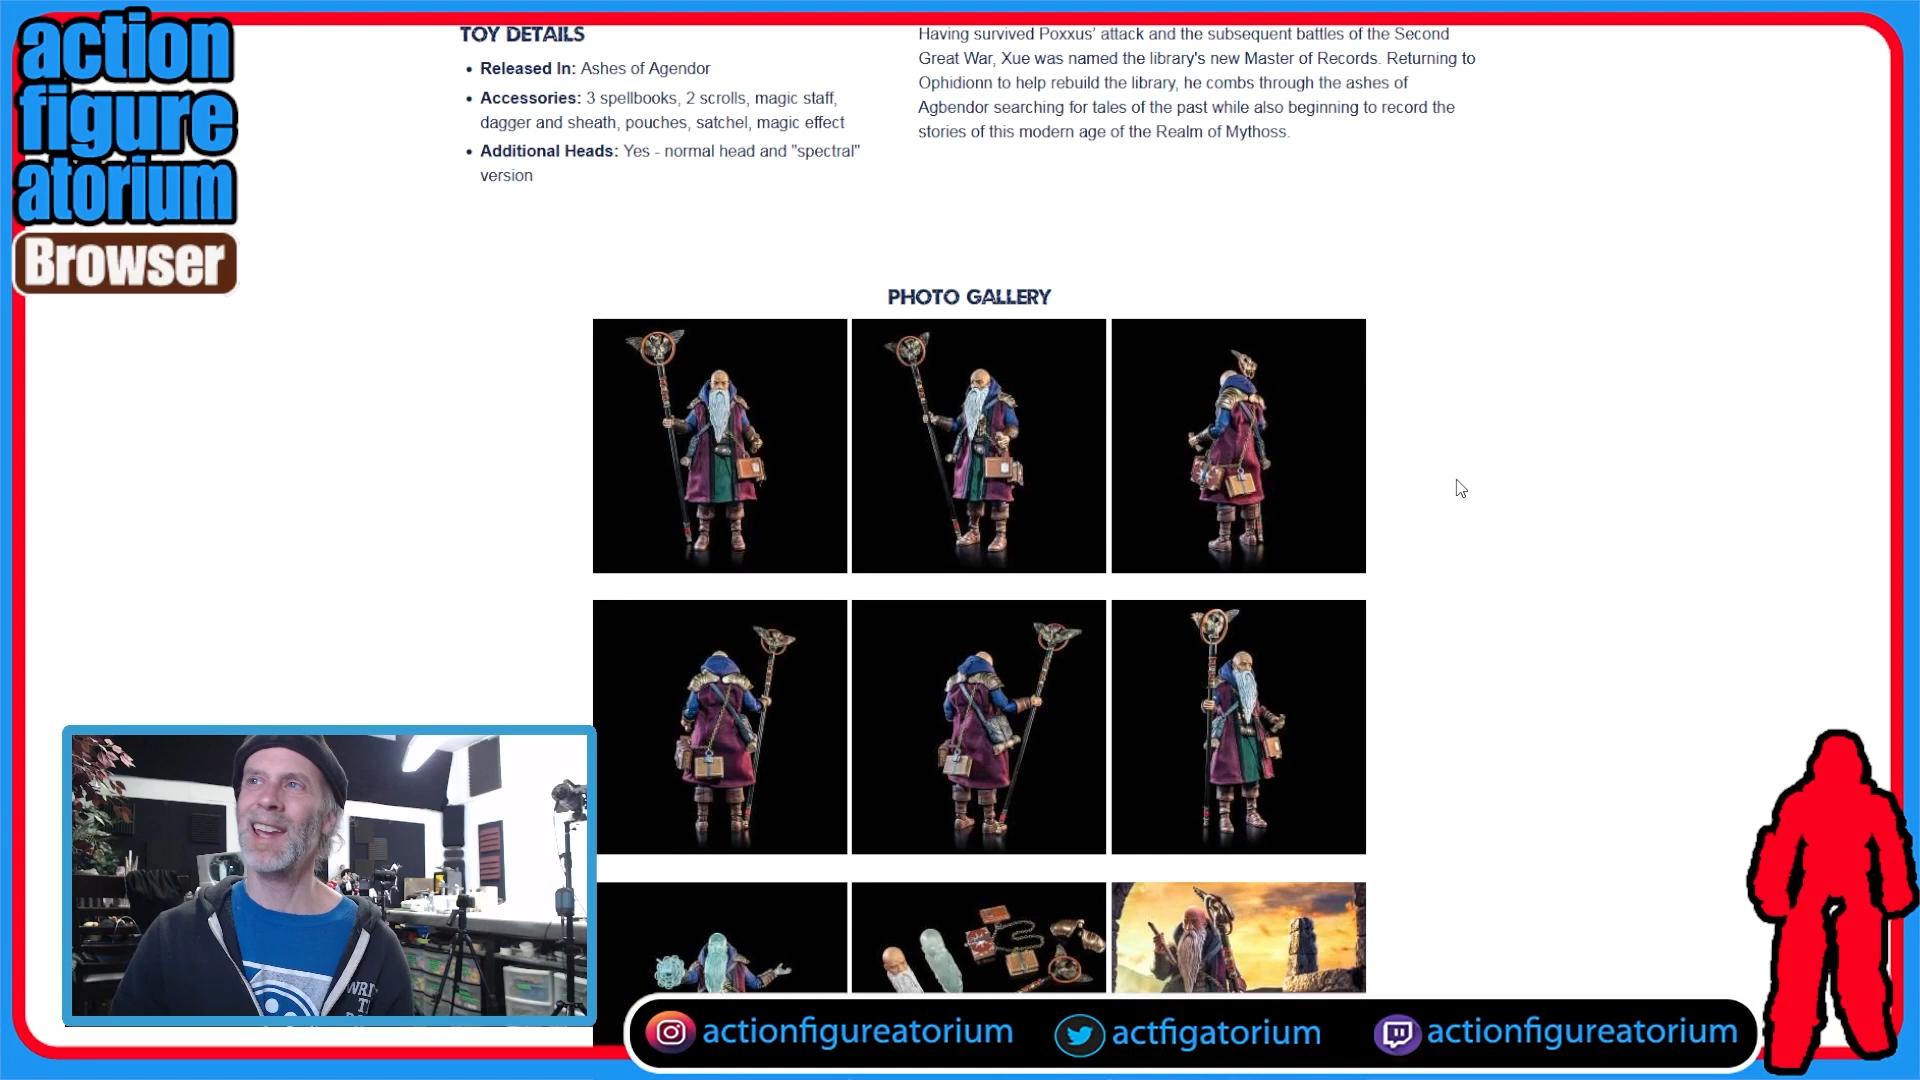 action
figure
atorium
Browser
TOY DETAILS
• Released In: Ashes of Agendor
• Accessories: 3 spellbooks, 2 scrolls, magic staff,
dagger and sheath, pouches, satchel, magic effect
• Additional Heads: Yes - normal head and "spectral"
version
Having survived Poxxus' attack and the subsequent battles of the Second
Great War, Xue was named the library's new Master of Records. Returning to
Ophidionn to help rebuild the library, he combs through the ashes of
Agbendor searching for tales of the past while also beginning to record the
stories of this modern age of the Realm of Mythoss.
PHOTO GALLERY
actionfigureatorium
actfigatorium
actionfigureatorium